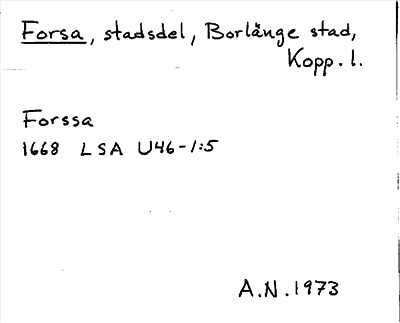 Forsa, stadsdel, Borlänge stad,
Kopp. l.
Forssa
1668 LSA U46-1:5
A.N. 1973